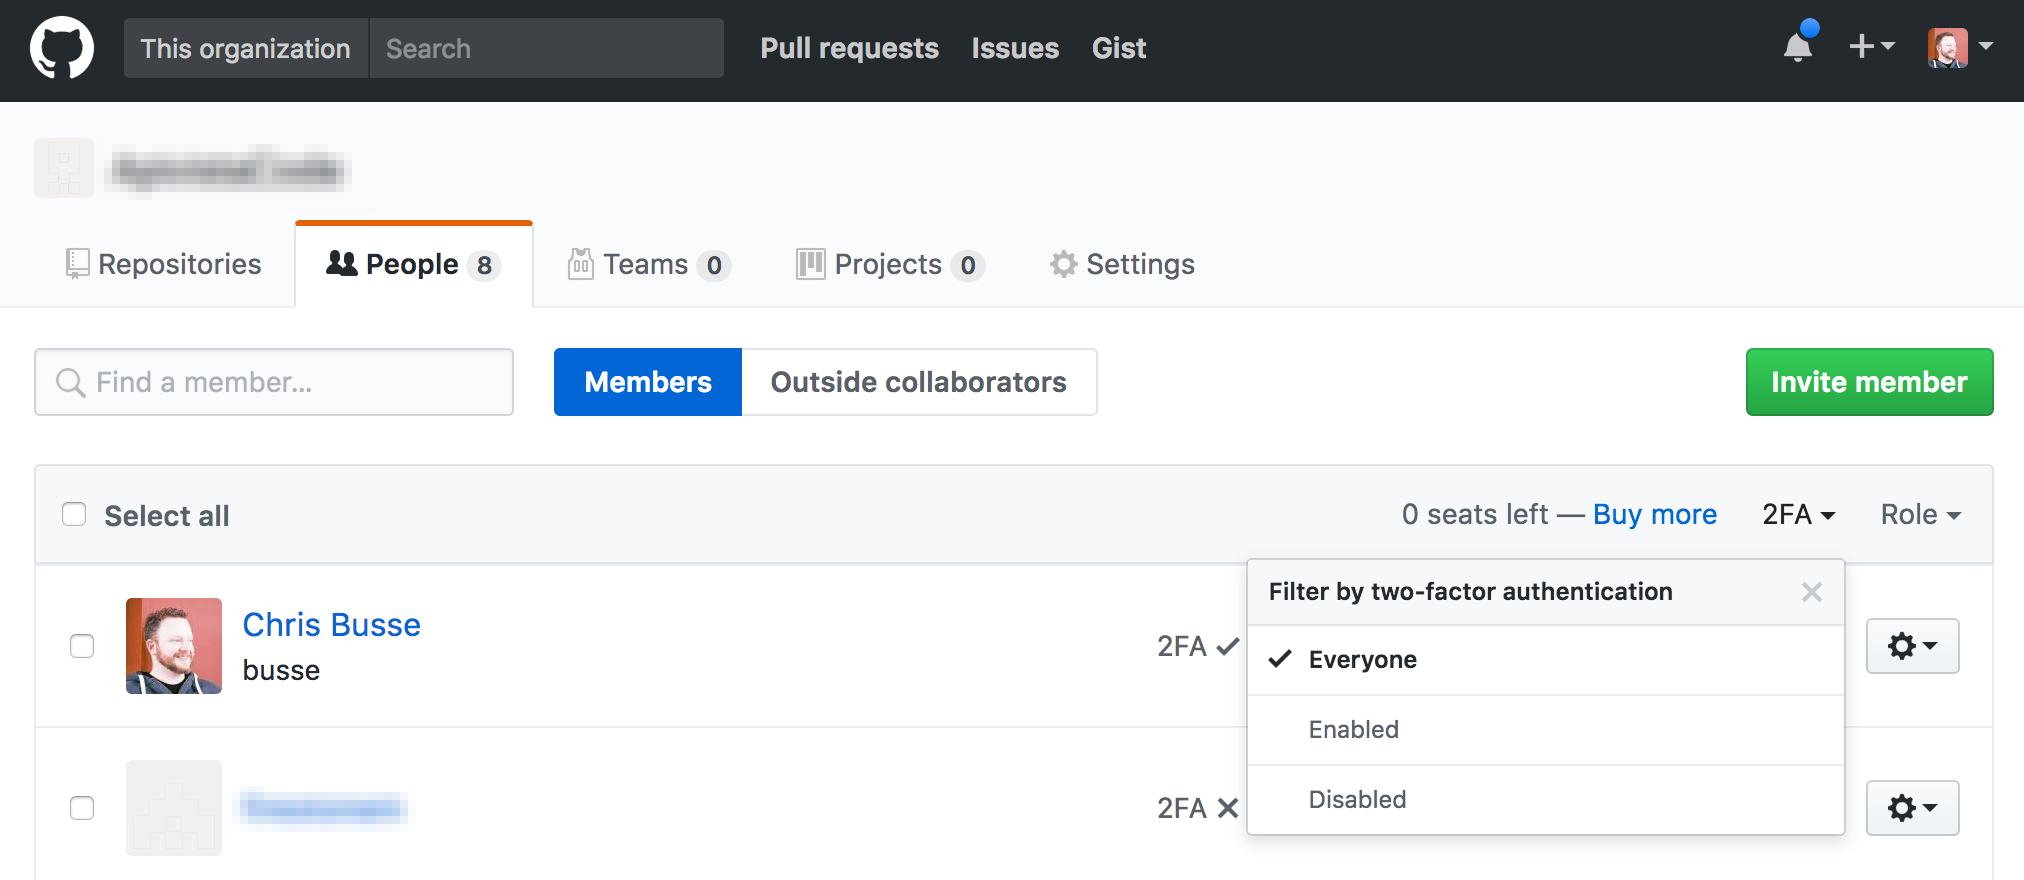 This organization Search Pull requests Issues Gist
Repositories People 8 Teams 0 Projects 0 Settings
Find a member... Members Outside collaborators Invite member
Select all 0 seats left — Buy more 2FA Role
Filter by two-factor authentication
Chris Busse
busse
2FA
Everyone
Enabled
Disabled
2FA